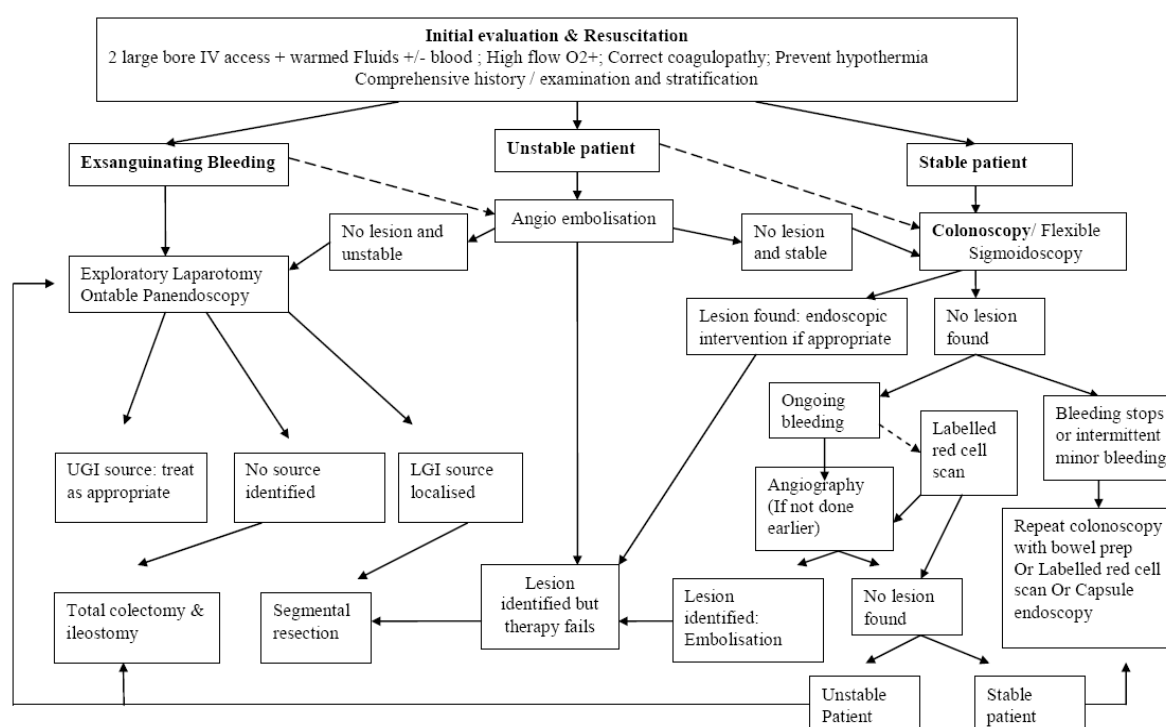 Initial evaluation & Resuscitation
2 large bore IV access + warmed Fluids +/- blood ; High flow O2+; Correct coagulopathy; Prevent hypothermia
Comprehensive history / examination and stratification
Exsanguinating Bleeding
Unstable patient
Stable patient
Angio embolisation
No lesion and
unstable
No lesion
and stable
Colonoscopy/ Flexible
Sigmoidoscopy
Exploratory Laparotomy
Ontable Panendoscopy
Lesion found: endoscopic
intervention if appropriate
No lesion
found
Ongoing
bleeding
Labelled
red cell
scan
Bleeding stops
or intermittent
minor bleeding
UGI source: treat
as appropriate
No source
identified
LGI source
localised
Angiography
(If not done
earlier)
Repeat colonoscopy
with bowel prep
Or Labelled red cell
scan Or Capsule
endoscopy
Total colectomy &
ileostomy
Segmental
resection
Lesion
identified but
therapy fails
Lesion
identified:
Embolisation
No lesion
found
Unstable
Patient
Stable
patient